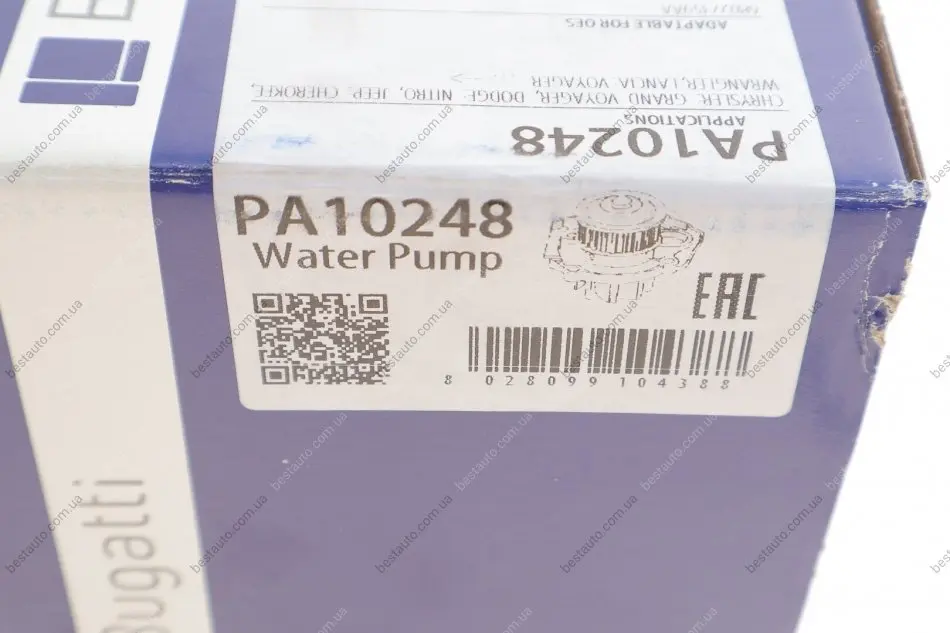 ADAPTABLE FOR OES
CHRYSLER: GRAND VOYAGER, DODGE: NITRO, JEEP: CHEROKEE,
WRANGLER, LANCIA: VOYAGER
APPLICATIONS
PA10248
PA10248
Water Pump
EAC
8 028099 104388
Bugatti
bestauto.com.ua